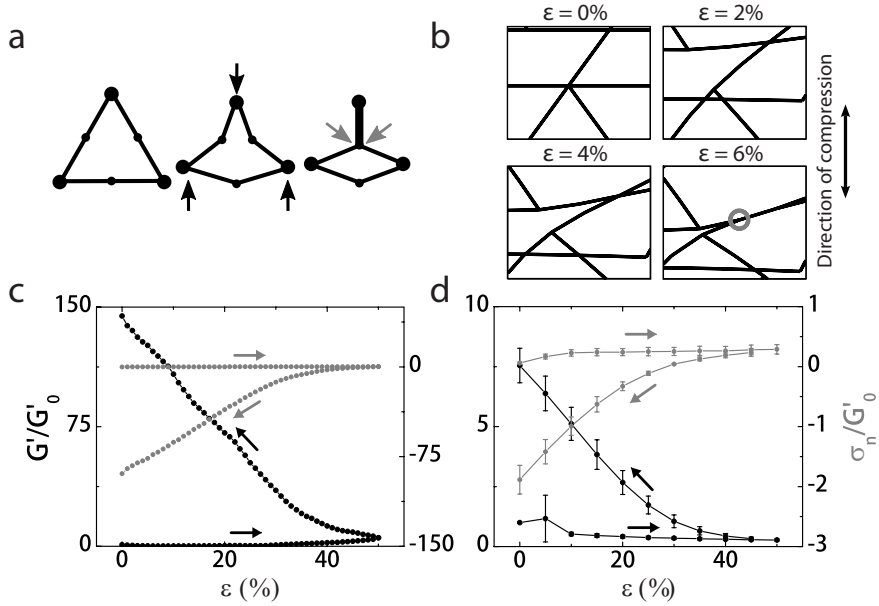 a
b
ε = 0%
ε = 2%
ε = 4%
ε = 6%
Direction of compression
c
150
75
0
G'/G'₀
0
-75
-150
0
20
40
ε (%)
d
10
5
0
1
0
-1
-2
-3
σₙ/G'₀
0
20
40
ε (%)